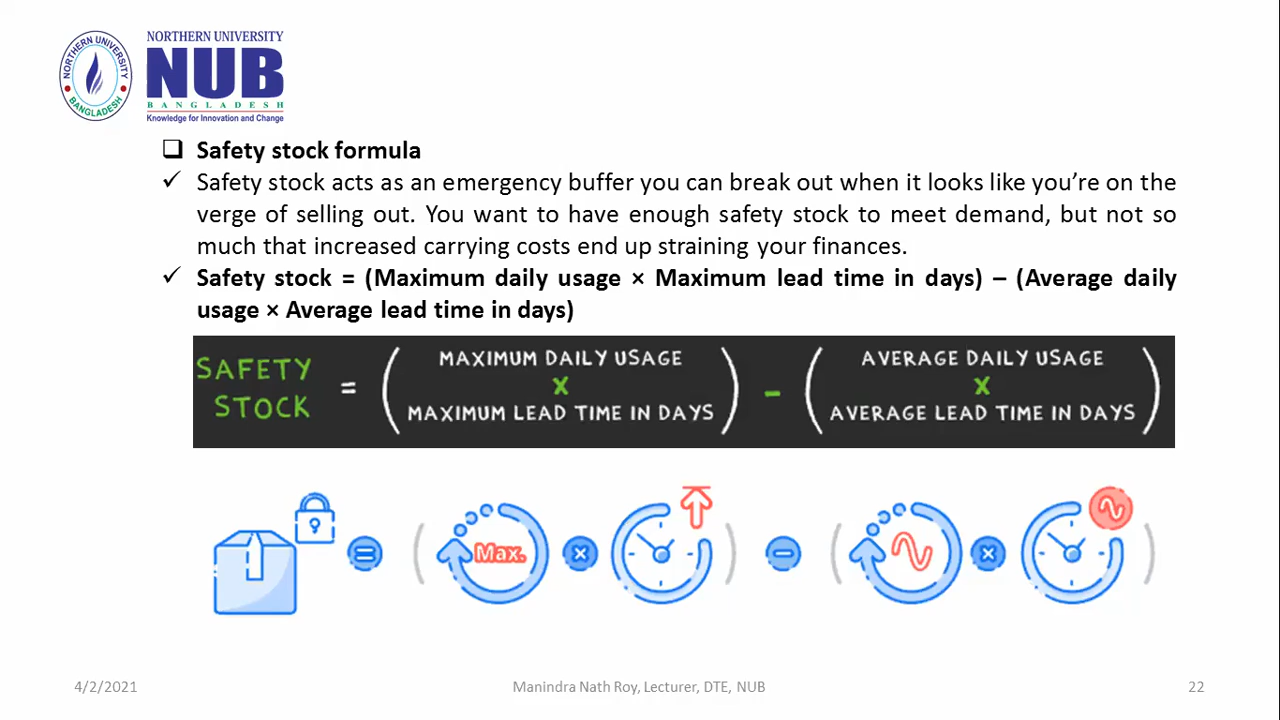 NORTHERN UNIVERSITY
BANGLADESH
NORTHERN UNIVERSITY
NUB
BANGLADESH
Knowledge for Innovation and Change
Safety stock formula
Safety stock acts as an emergency buffer you can break out when it looks like you’re on the
verge of selling out. You want to have enough safety stock to meet demand, but not so
much that increased carrying costs end up straining your finances.
Safety stock = (Maximum daily usage × Maximum lead time in days) – (Average daily
usage × Average lead time in days)
SAFETY STOCK = ( MAXIMUM DAILY USAGE X MAXIMUM LEAD TIME IN DAYS ) - ( AVERAGE DAILY USAGE X AVERAGE LEAD TIME IN DAYS )
= ( Max. × ) - ( × )
4/2/2021
Manindra Nath Roy, Lecturer, DTE, NUB
22